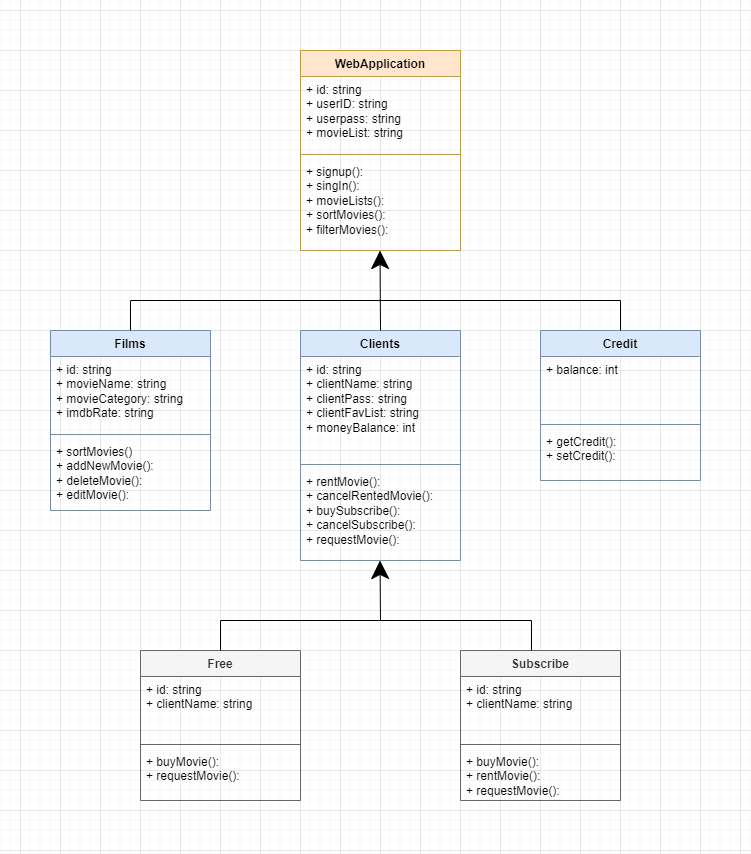 WebApplication
+ id: string
+ userID: string
+ userpass: string
+ movieList: string
+ signup():
+ singIn():
+ movieLists():
+ sortMovies():
+ filterMovies():
Films
+ id: string
+ movieName: string
+ movieCategory: string
+ imdbRate: string
+ sortMovies()
+ addNewMovie():
+ deleteMovie():
+ editMovie():
Clients
+ id: string
+ clientName: string
+ clientPass: string
+ clientFavList: string
+ moneyBalance: int
+ rentMovie():
+ cancelRentedMovie():
+ buySubscribe():
+ cancelSubscribe():
+ requestMovie():
Credit
+ balance: int
+ getCredit():
+ setCredit():
Free
+ id: string
+ clientName: string
+ buyMovie():
+ requestMovie():
Subscribe
+ id: string
+ clientName: string
+ buyMovie():
+ rentMovie():
+ requestMovie():